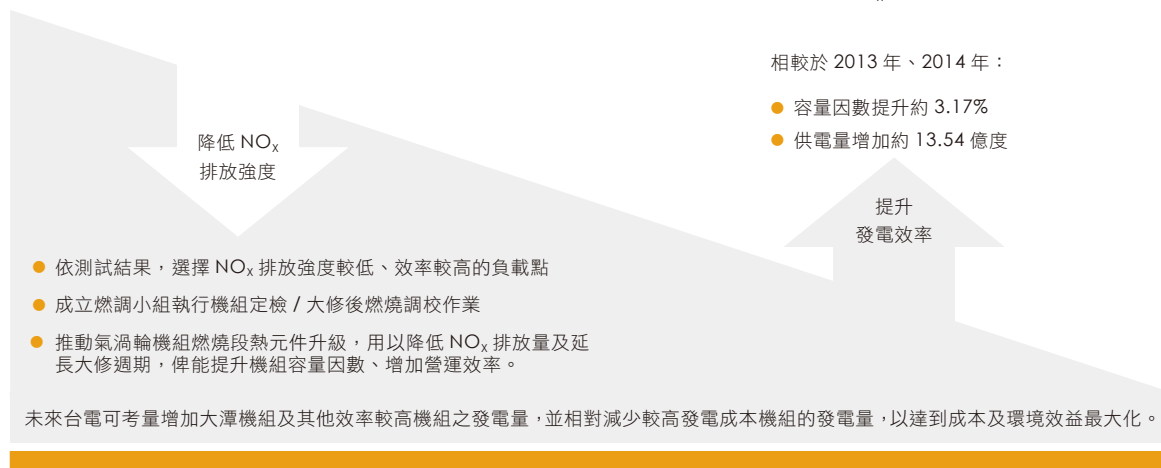 相較於 2013 年、2014 年：
● 容量因數提升約 3.17%
● 供電量增加約 13.54 億度
降低 NOx
排放強度
提升
發電效率
● 依測試結果，選擇 NOx 排放強度較低、效率較高的負載點
● 成立燃調小組執行機組定檢 / 大修後燃燒調校作業
● 推動氣渦輪機組燃燒段熱元件升級，用以降低 NOx 排放量及延
長大修週期，俾能提升機組容量因數、增加營運效率。
未來台電可考量增加大潭機組及其他效率較高機組之發電量，並相對減少較高發電成本機組的發電量，以達到成本及環境效益最大化。